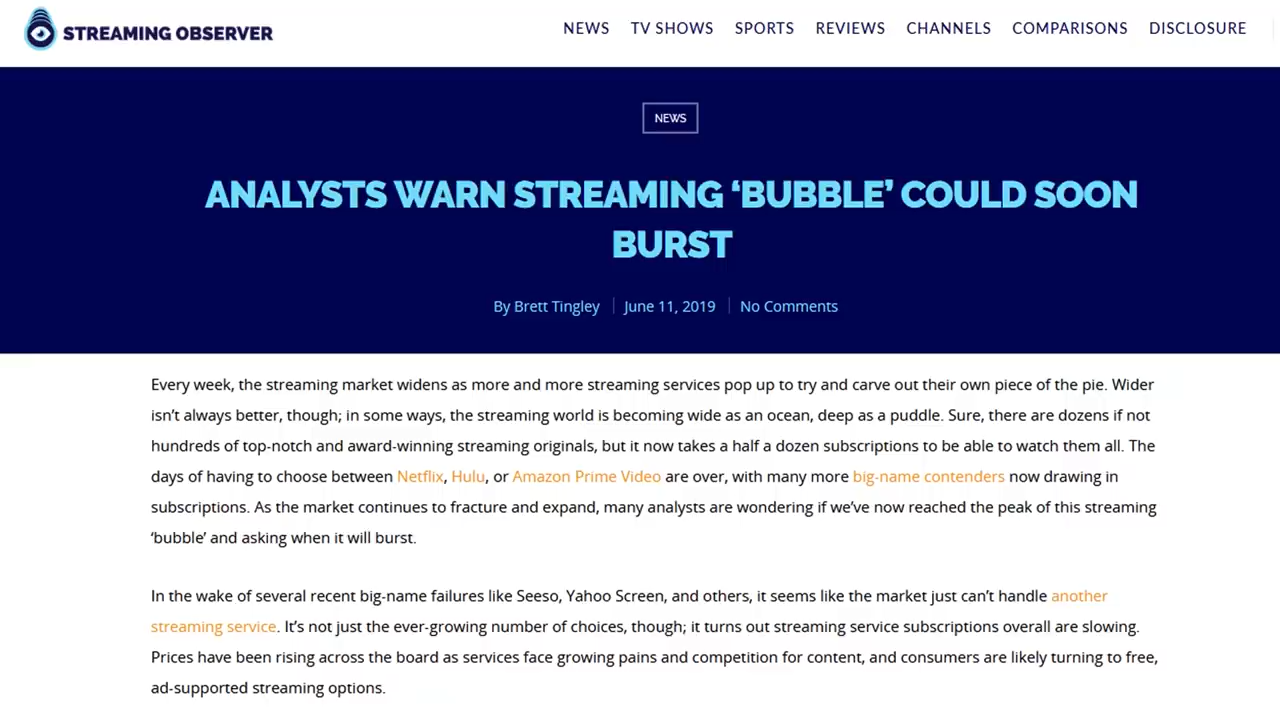 STREAMING OBSERVER
NEWS TV SHOWS SPORTS REVIEWS CHANNELS COMPARISONS DISCLOSURE
NEWS
ANALYSTS WARN STREAMING ‘BUBBLE’ COULD SOON
BURST
By Brett Tingley June 11, 2019 No Comments
Every week, the streaming market widens as more and more streaming services pop up to try and carve out their own piece of the pie. Wider
isn’t always better, though; in some ways, the streaming world is becoming wide as an ocean, deep as a puddle. Sure, there are dozens if not
hundreds of top-notch and award-winning streaming originals, but it now takes a half a dozen subscriptions to be able to watch them all. The
days of having to choose between Netflix, Hulu, or Amazon Prime Video are over, with many more big-name contenders now drawing in
subscriptions. As the market continues to fracture and expand, many analysts are wondering if we’ve now reached the peak of this streaming
‘bubble’ and asking when it will burst.
In the wake of several recent big-name failures like Seeso, Yahoo Screen, and others, it seems like the market just can’t handle another
streaming service. It’s not just the ever-growing number of choices, though; it turns out streaming service subscriptions overall are slowing.
Prices have been rising across the board as services face growing pains and competition for content, and consumers are likely turning to free,
ad-supported streaming options.